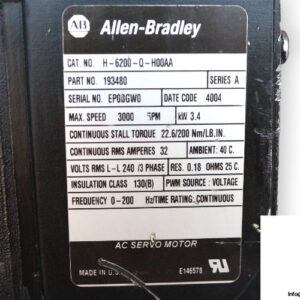 AB Allen-Bradley
CAT. NO. H-6200-Q-H00AA
PART NO. 193480 SERIES A
SERIAL NO. DATE CODE 4004
MAX. SPEED 3000 RPM kW 3.4
CONTINUOUS STALL TORQUE 22.6/200 Nm/LB.IN.
CONTINUOUS RMS AMPERES 32 AMBIENT: 40 C.
VOLTS RMS L-L 240 /3 PHASE RES. 0.18 OHMS 25 C.
INSULATION CLASS 130(B) PWM SOURCE : VOLTAGE
FREQUENCY 0-200 Hz/TIME RATING: CONTINUOUS
AC SERVO MOTOR
MADE IN U.S. E146578